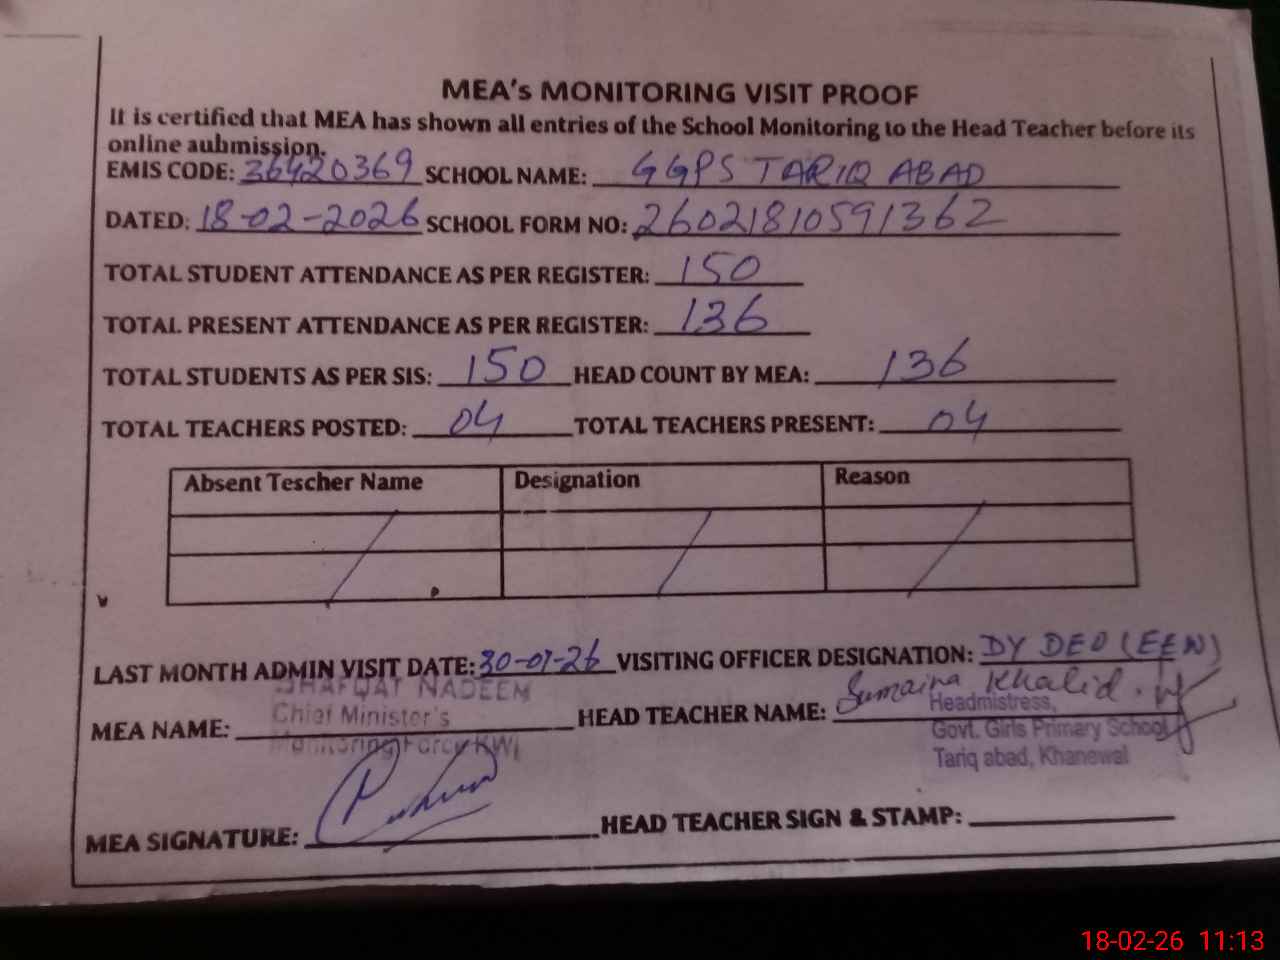 MEA's MONITORING VISIT PROOF
It is certified that MEA has shown all entries of the School Monitoring to the Head Teacher before its
online aubmission.
EMIS CODE: 36420369 SCHOOL NAME: GGPS TARIQ ABAD
DATED: 18-02-2026 SCHOOL FORM NO: 26021810591362
TOTAL STUDENT ATTENDANCE AS PER REGISTER: 150
TOTAL PRESENT ATTENDANCE AS PER REGISTER: 136
TOTAL STUDENTS AS PER SIS: 150 HEAD COUNT BY MEA: 136
TOTAL TEACHERS POSTED: 04 TOTAL TEACHERS PRESENT: 04
Absent Tescher Name Designation Reason
LAST MONTH ADMIN VISIT DATE: 30-01-26 VISITING OFFICER DESIGNATION: DY DEO (EEW)
SHAFQAT NADEEM
Chief Minister's
Monitoring Force KWL
MEA NAME: HEAD TEACHER NAME: Sumaira Khalid.
Headmistress,
Govt. Girls Primary School
Tariq abad, Khanewal
MEA SIGNATURE: HEAD TEACHER SIGN & STAMP:
18-02-26 11:13